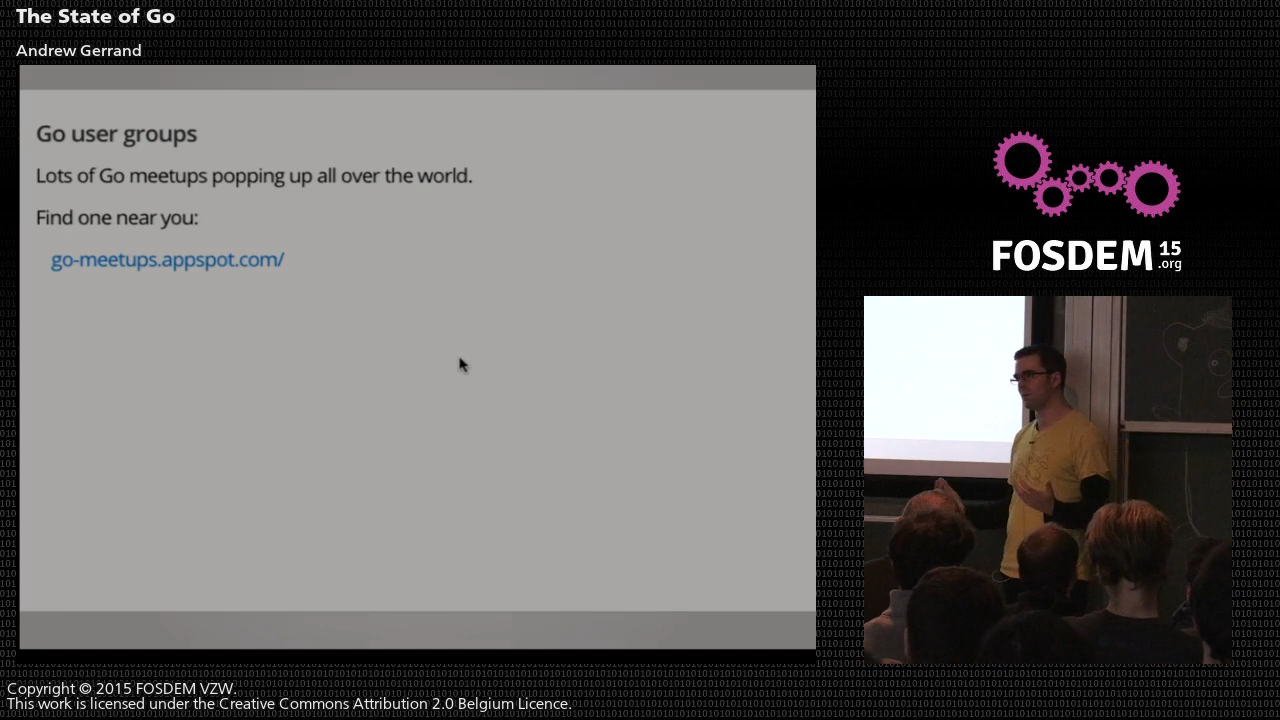 The State of Go
Andrew Gerrand
Go user groups
Lots of Go meetups popping up all over the world.
Find one near you:
go-meetups.appspot.com/
FOSDEM 15
.org
Copyright © 2015 FOSDEM VZW.
This work is licensed under the Creative Commons Attribution 2.0 Belgium Licence.